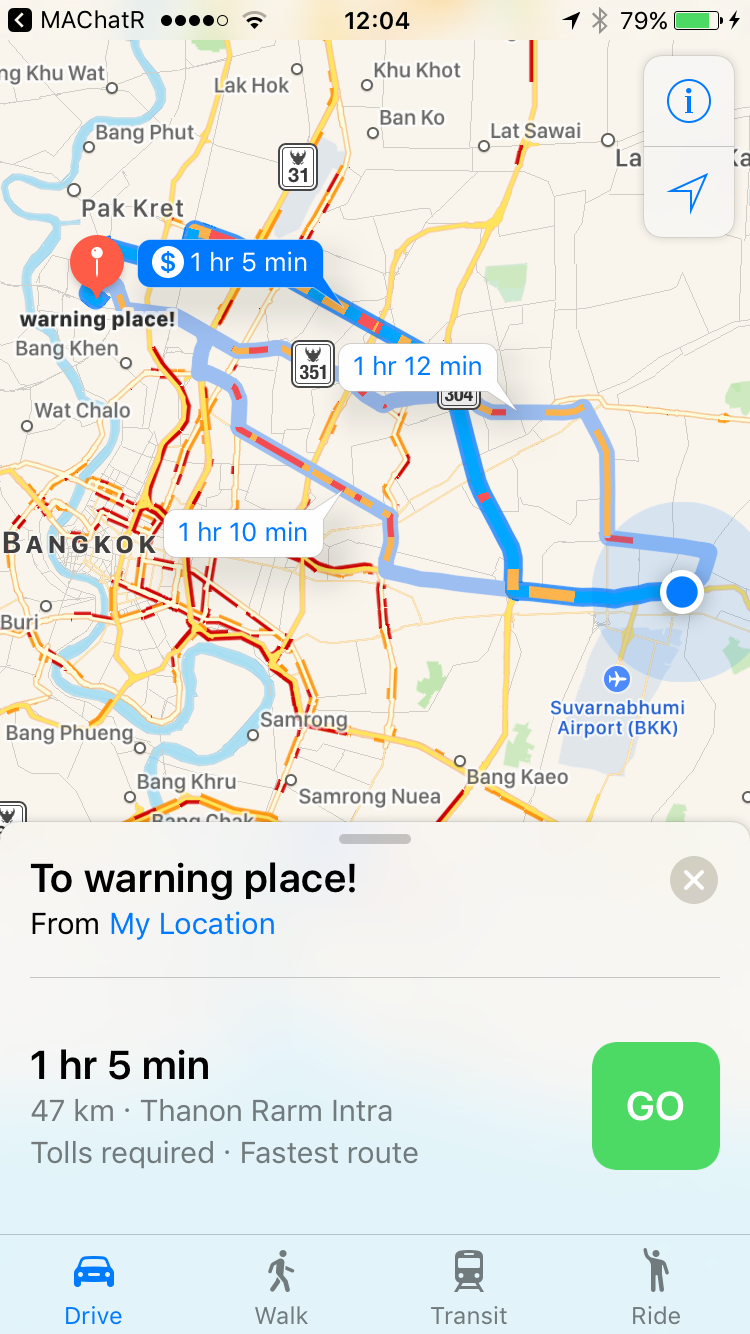 MAChatR
12:04
79%
ng Khu Wat
Lak Hok
Khu Khot
Ban Ko
Bang Phut
Lat Sawai
31
Pak Kret
$ 1 hr 5 min
warning place!
Bang Khen
351
1 hr 12 min
304
Wat Chalo
1 hr 10 min
BANGKOK
Buri
Suvarnabhumi
Airport (BKK)
Samrong
Bang Phueng
Bang Kaeo
Bang Khru
Samrong Nuea
Bang Chak
To warning place!
From My Location
1 hr 5 min
47 km · Thanon Rarm Intra
Tolls required · Fastest route
GO
Drive
Walk
Transit
Ride